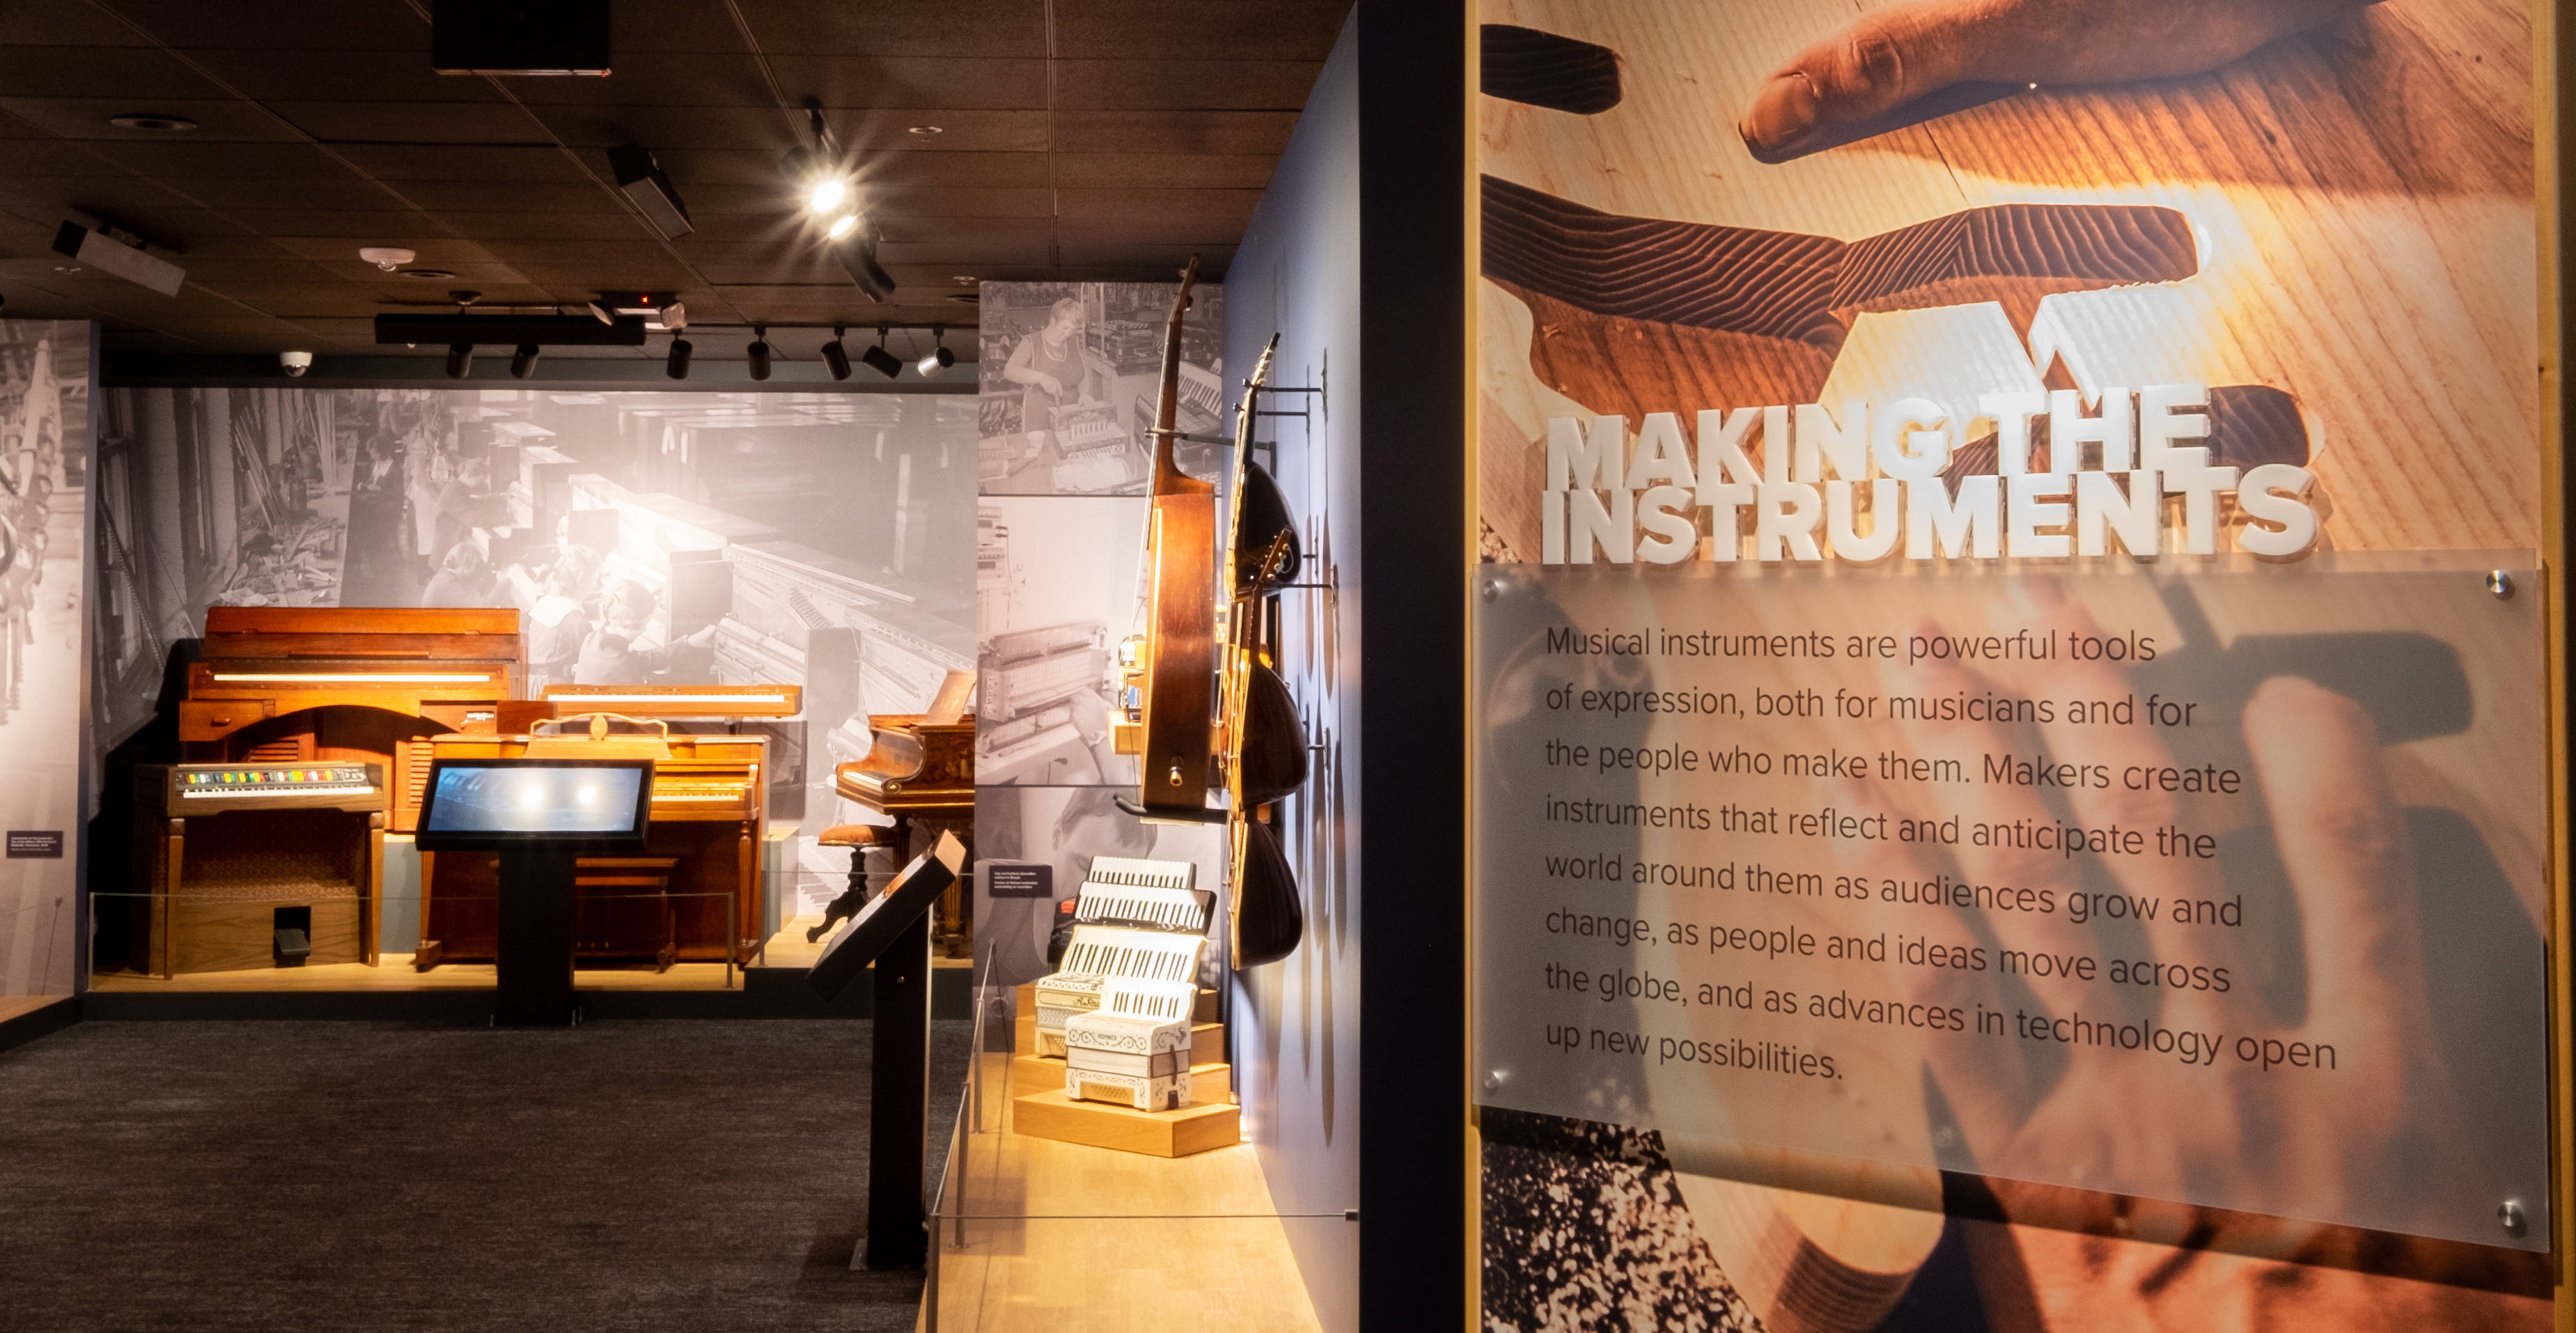 MAKING THE
INSTRUMENTS
Musical instruments are powerful tools
of expression, both for musicians and for
the people who make them. Makers create
instruments that reflect and anticipate the
world around them as audiences grow and
change, as people and ideas move across
the globe, and as advances in technology open
up new possibilities.
HOHNER